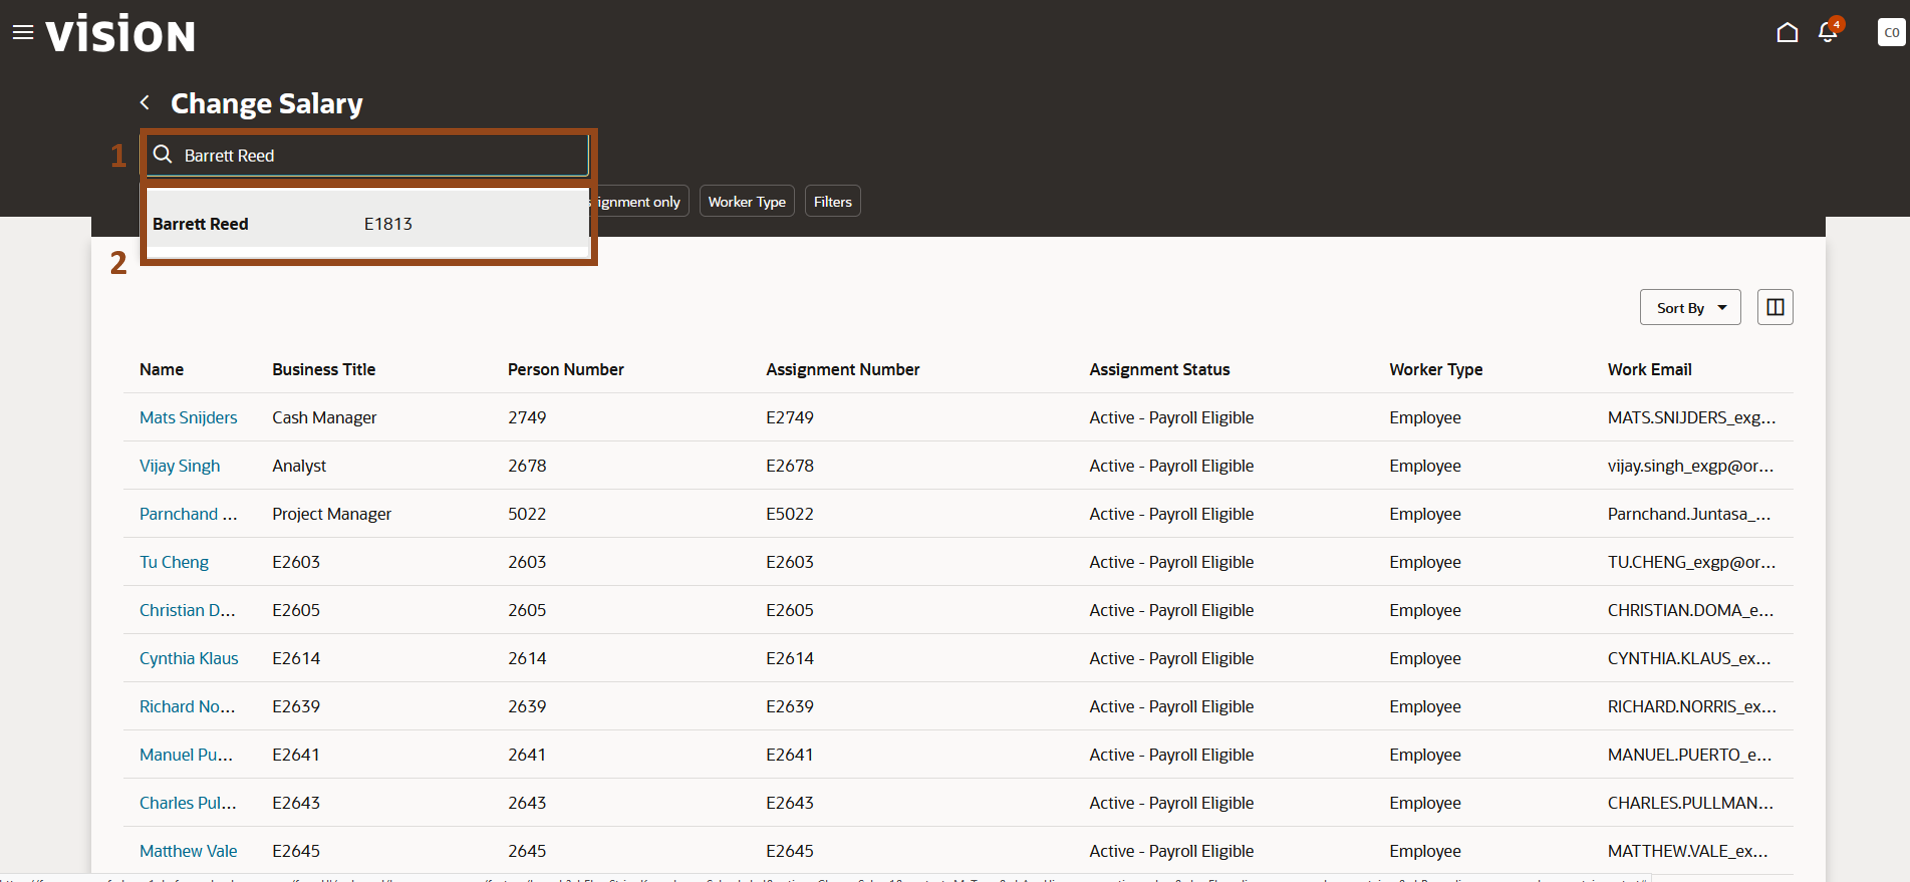 vision
4
CO
Change Salary
1
Barrett Reed
signment only Worker Type Filters
Barrett Reed E1813
2
Sort By
Name Business Title Person Number Assignment Number Assignment Status Worker Type Work Email
Mats Snijders Cash Manager 2749 E2749 Active - Payroll Eligible Employee MATS.SNIJDERS_exg...
Vijay Singh Analyst 2678 E2678 Active - Payroll Eligible Employee vijay.singh_exgp@or...
Parnchand ... Project Manager 5022 E5022 Active - Payroll Eligible Employee Parnchand.Juntasa_...
Tu Cheng E2603 2603 E2603 Active - Payroll Eligible Employee TU.CHENG_exgp@or...
Christian D... E2605 2605 E2605 Active - Payroll Eligible Employee CHRISTIAN.DOMA_e...
Cynthia Klaus E2614 2614 E2614 Active - Payroll Eligible Employee CYNTHIA.KLAUS_ex...
Richard No... E2639 2639 E2639 Active - Payroll Eligible Employee RICHARD.NORRIS_ex...
Manuel Pu... E2641 2641 E2641 Active - Payroll Eligible Employee MANUEL.PUERTO_e...
Charles Pul... E2643 2643 E2643 Active - Payroll Eligible Employee CHARLES.PULLMAN...
Matthew Vale E2645 2645 E2645 Active - Payroll Eligible Employee MATTHEW.VALE_ex...